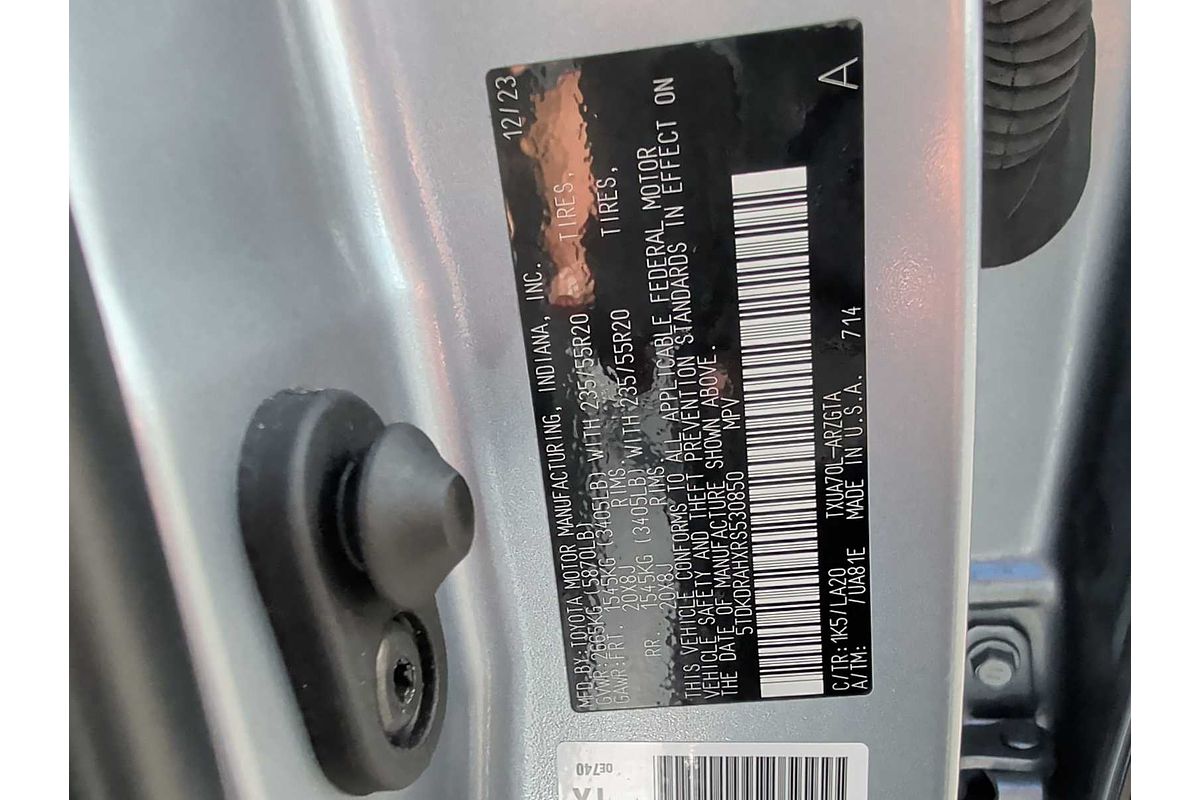 MFD.BY:TOYOTA MOTOR MANUFACTURING, INDIANA, INC. 12/23
GVWR:2665KG (5870LB)
GAWR:FRT. 1545KG (3405LB) WITH 235/55R20 TIRES,
20X8J RIMS.
RR. 1545KG (3405LB) WITH 235/55R20 TIRES,
20X8J RIMS.
THIS VEHICLE CONFORMS TO ALL APPLICABLE FEDERAL MOTOR
VEHICLE SAFETY AND THEFT PREVENTION STANDARDS IN EFFECT ON
THE DATE OF MANUFACTURE SHOWN ABOVE.
5TDKDRAHXRS530850 MPV
C/TR:1K5/LA20 TXUA70L-ARZGTA
A/TM: /UA81E MADE IN U.S.A. 714 A
0E740